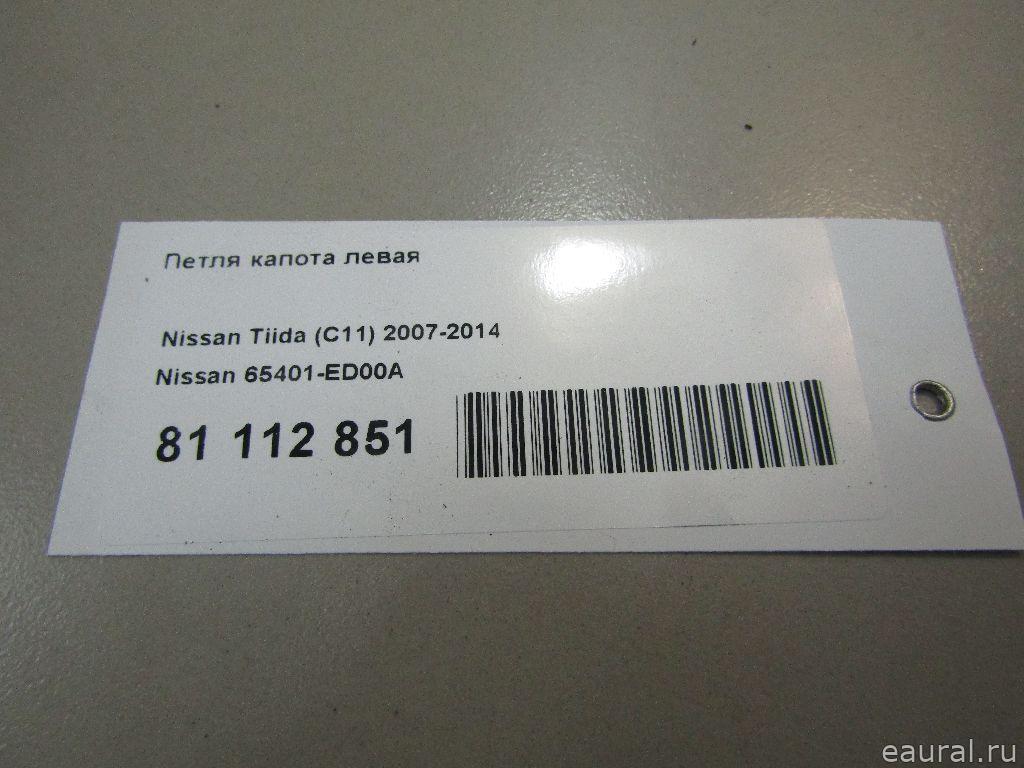 Петля капота левая
Nissan Tiida (C11) 2007-2014
Nissan 65401-ED00A
81 112 851
eaural.ru